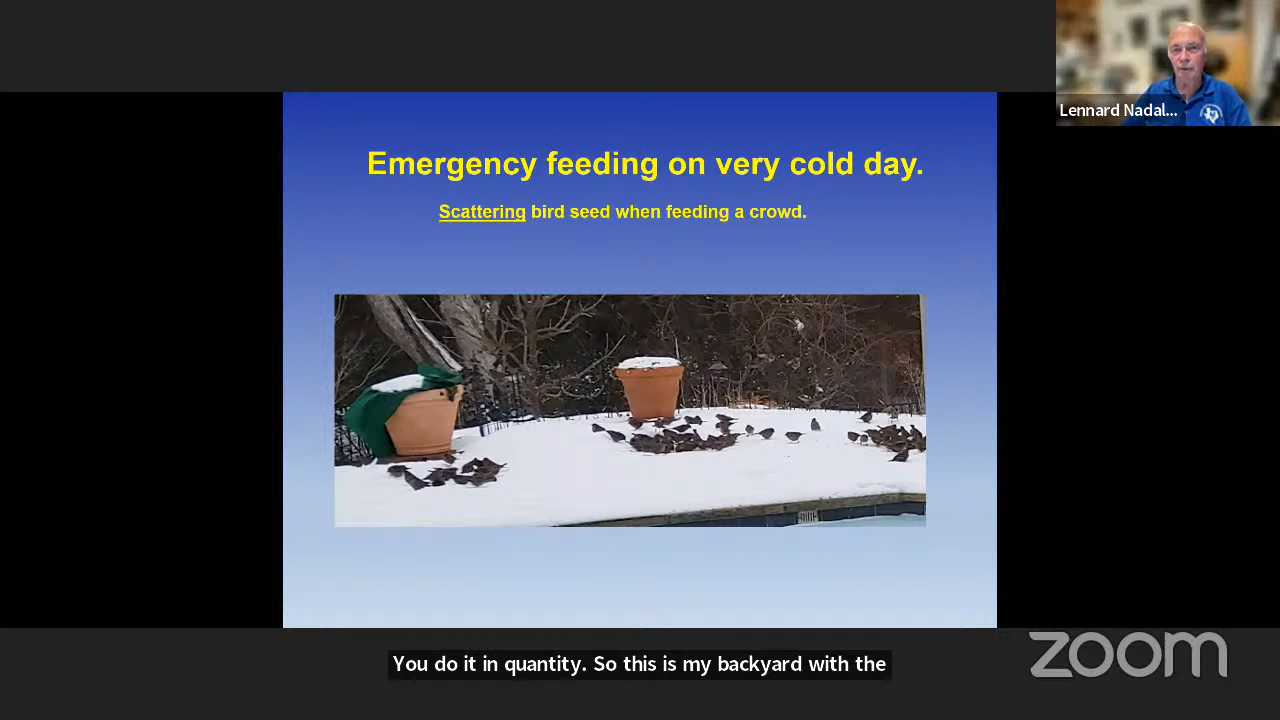 Lennard Nadal...
Emergency feeding on very cold day.
Scattering bird seed when feeding a crowd.
You do it in quantity. So this is my backyard with the
zoom